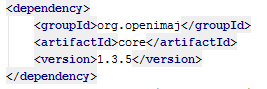 <dependency>
    <groupId>org.openimaj</groupId>
    <artifactId>core</artifactId>
    <version>1.3.5</version>
</dependency>